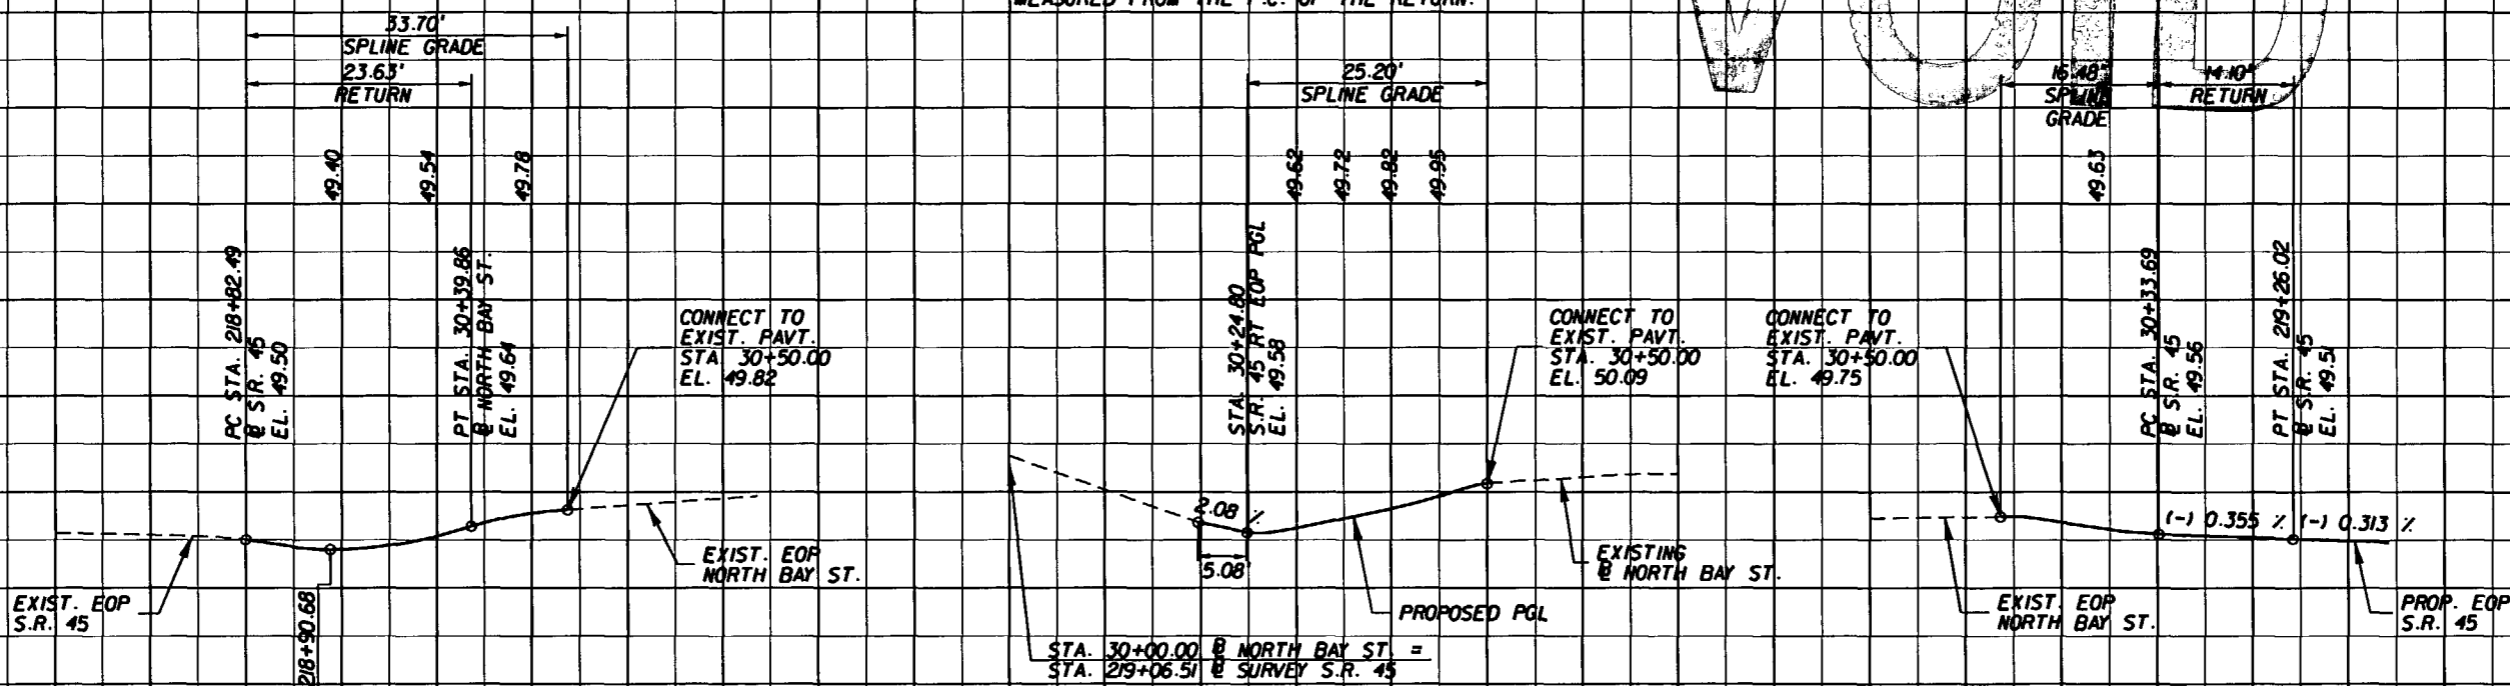 MEASURED FROM THE P.C. OF THE RETURN.
VOID
33.70'
SPLINE GRADE
23.63'
RETURN
49.40
49.54
49.78
PC STA. 218+82.49
℄ S.R. 45
EL. 49.50
PT STA. 30+39.86
℄ NORTH BAY ST.
EL. 49.64
CONNECT TO
EXIST. PAVT.
STA. 30+50.00
EL. 49.82
EXIST. EOP
S.R. 45
218+90.68
EXIST. EOP
NORTH BAY ST.
25.20'
SPLINE GRADE
49.62
49.72
49.82
49.95
STA. 30+24.80
S.R. 45 RT EOP PGL
EL. 49.58
CONNECT TO
EXIST. PAVT.
STA. 30+50.00
EL. 50.09
2.08 %
5.08
EXISTING
℄ NORTH BAY ST.
PROPOSED PGL
STA. 30+00.00 ℄ NORTH BAY ST. =
STA. 219+06.51 ℄ SURVEY S.R. 45
16.48'
SPLINE
GRADE
14.10'
RETURN
49.63
CONNECT TO
EXIST. PAVT.
STA. 30+50.00
EL. 49.75
PC STA. 30+33.69
℄ S.R. 45
EL. 49.56
PT STA. 219+26.02
℄ S.R. 45
EL. 49.51
(-) 0.355 %
(-) 0.313 %
EXIST. EOP
NORTH BAY ST.
PROP. EOP
S.R. 45